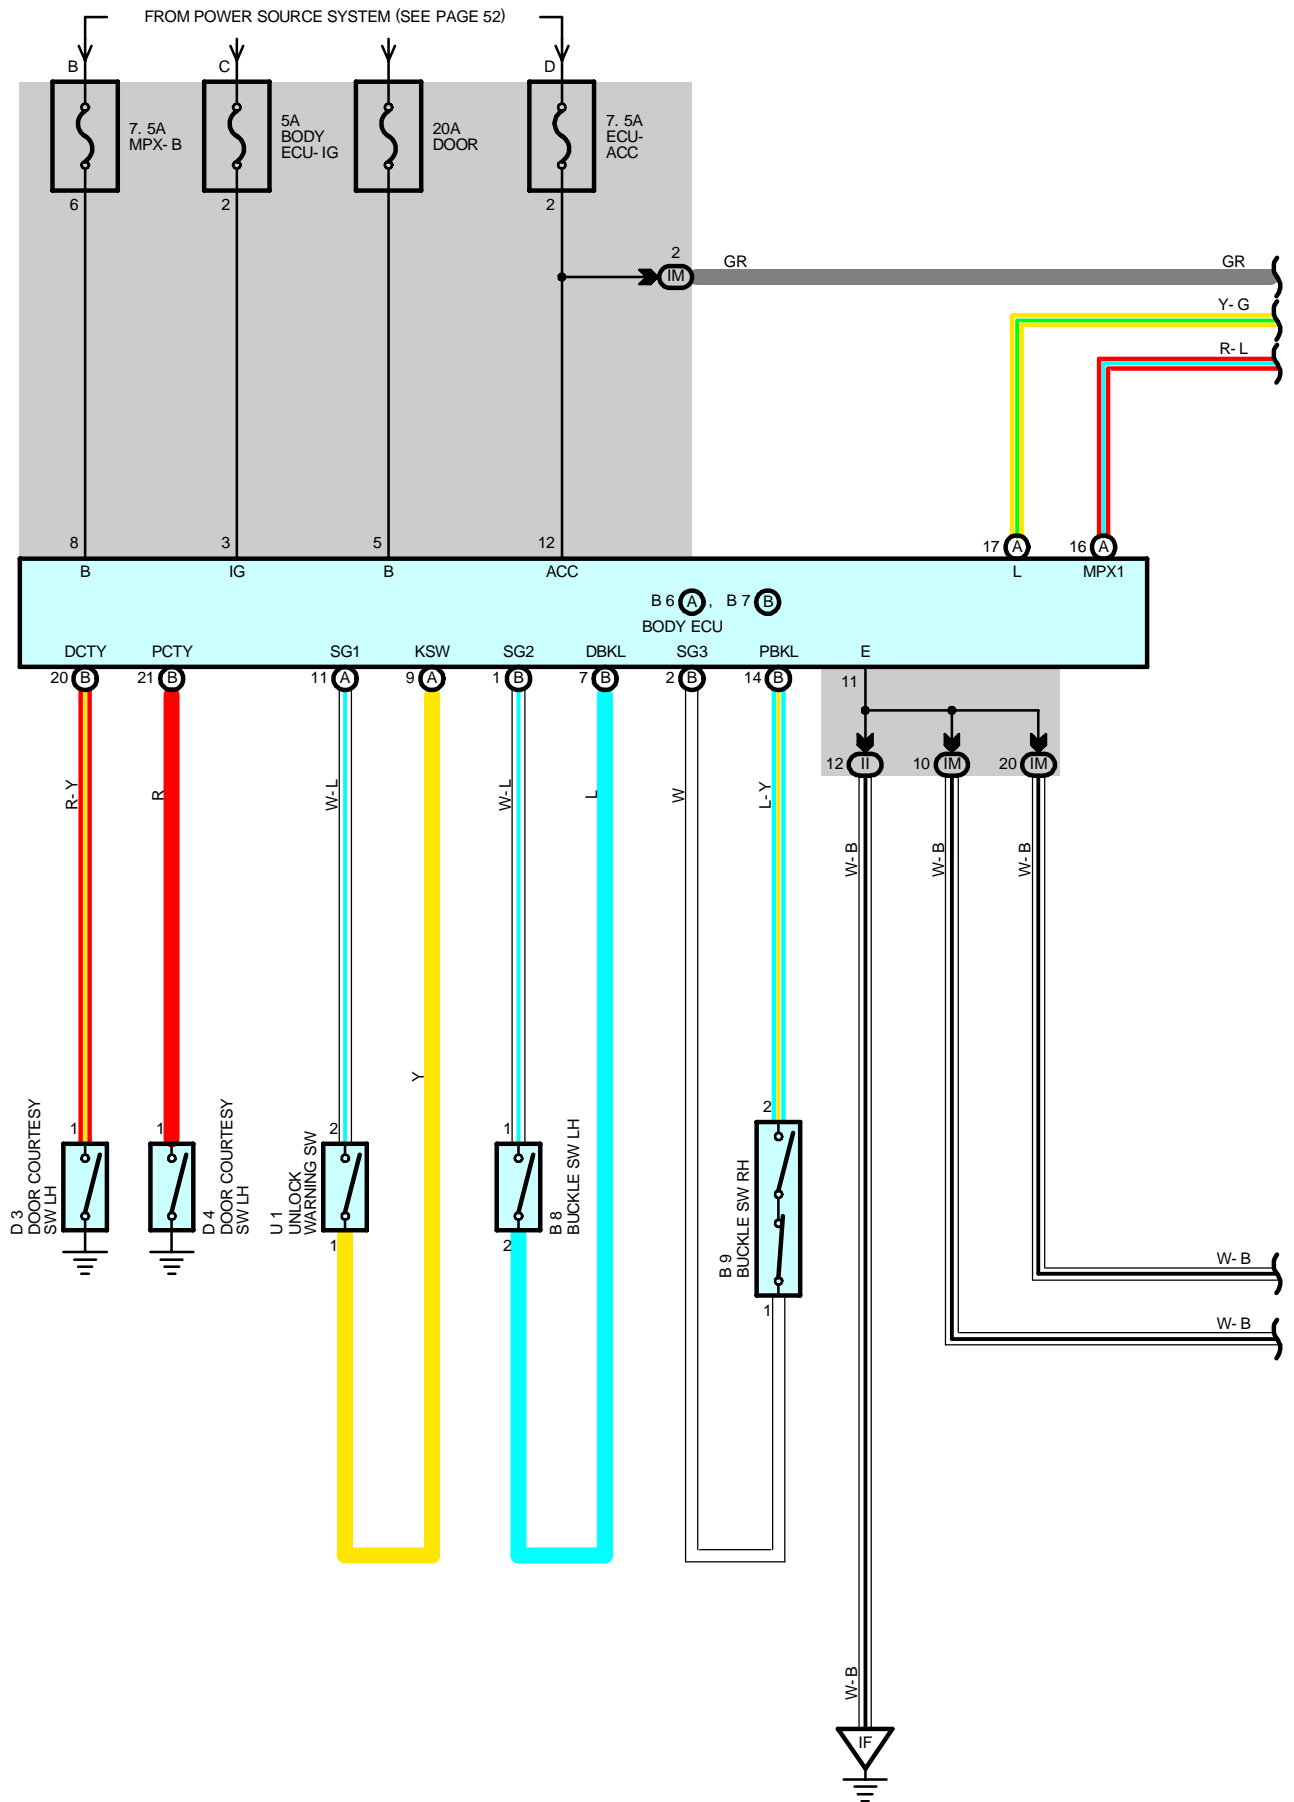 FROM POWER SOURCE SYSTEM (SEE PAGE 52)
B
C
D
7. 5A
MPX- B
5A
BODY
ECU- IG
20A
DOOR
7. 5A
ECU-
ACC
6
2
2
2
IM
GR
GR
Y- G
R- L
8
3
5
12
17
A
16
A
B
IG
B
ACC
L
MPX1
B 6 A , B 7 B
BODY ECU
DCTY
PCTY
SG1
KSW
SG2
DBKL
SG3
PBKL
E
20 B
21 B
11 A
9 A
1 B
7 B
2 B
14 B
11
12 II
10 IM
20 IM
R- Y
R
W- L
W- L
L
W
L- Y
W- B
W- B
W- B
Y
1
1
2
1
2
D 3
DOOR COURTESY
SW LH
D 4
DOOR COURTESY
SW LH
U 1
UNLOCK
WARNING SW
B 8
BUCKLE SW LH
B 9
BUCKLE SW RH
1
2
1
W- B
W- B
W- B
IF